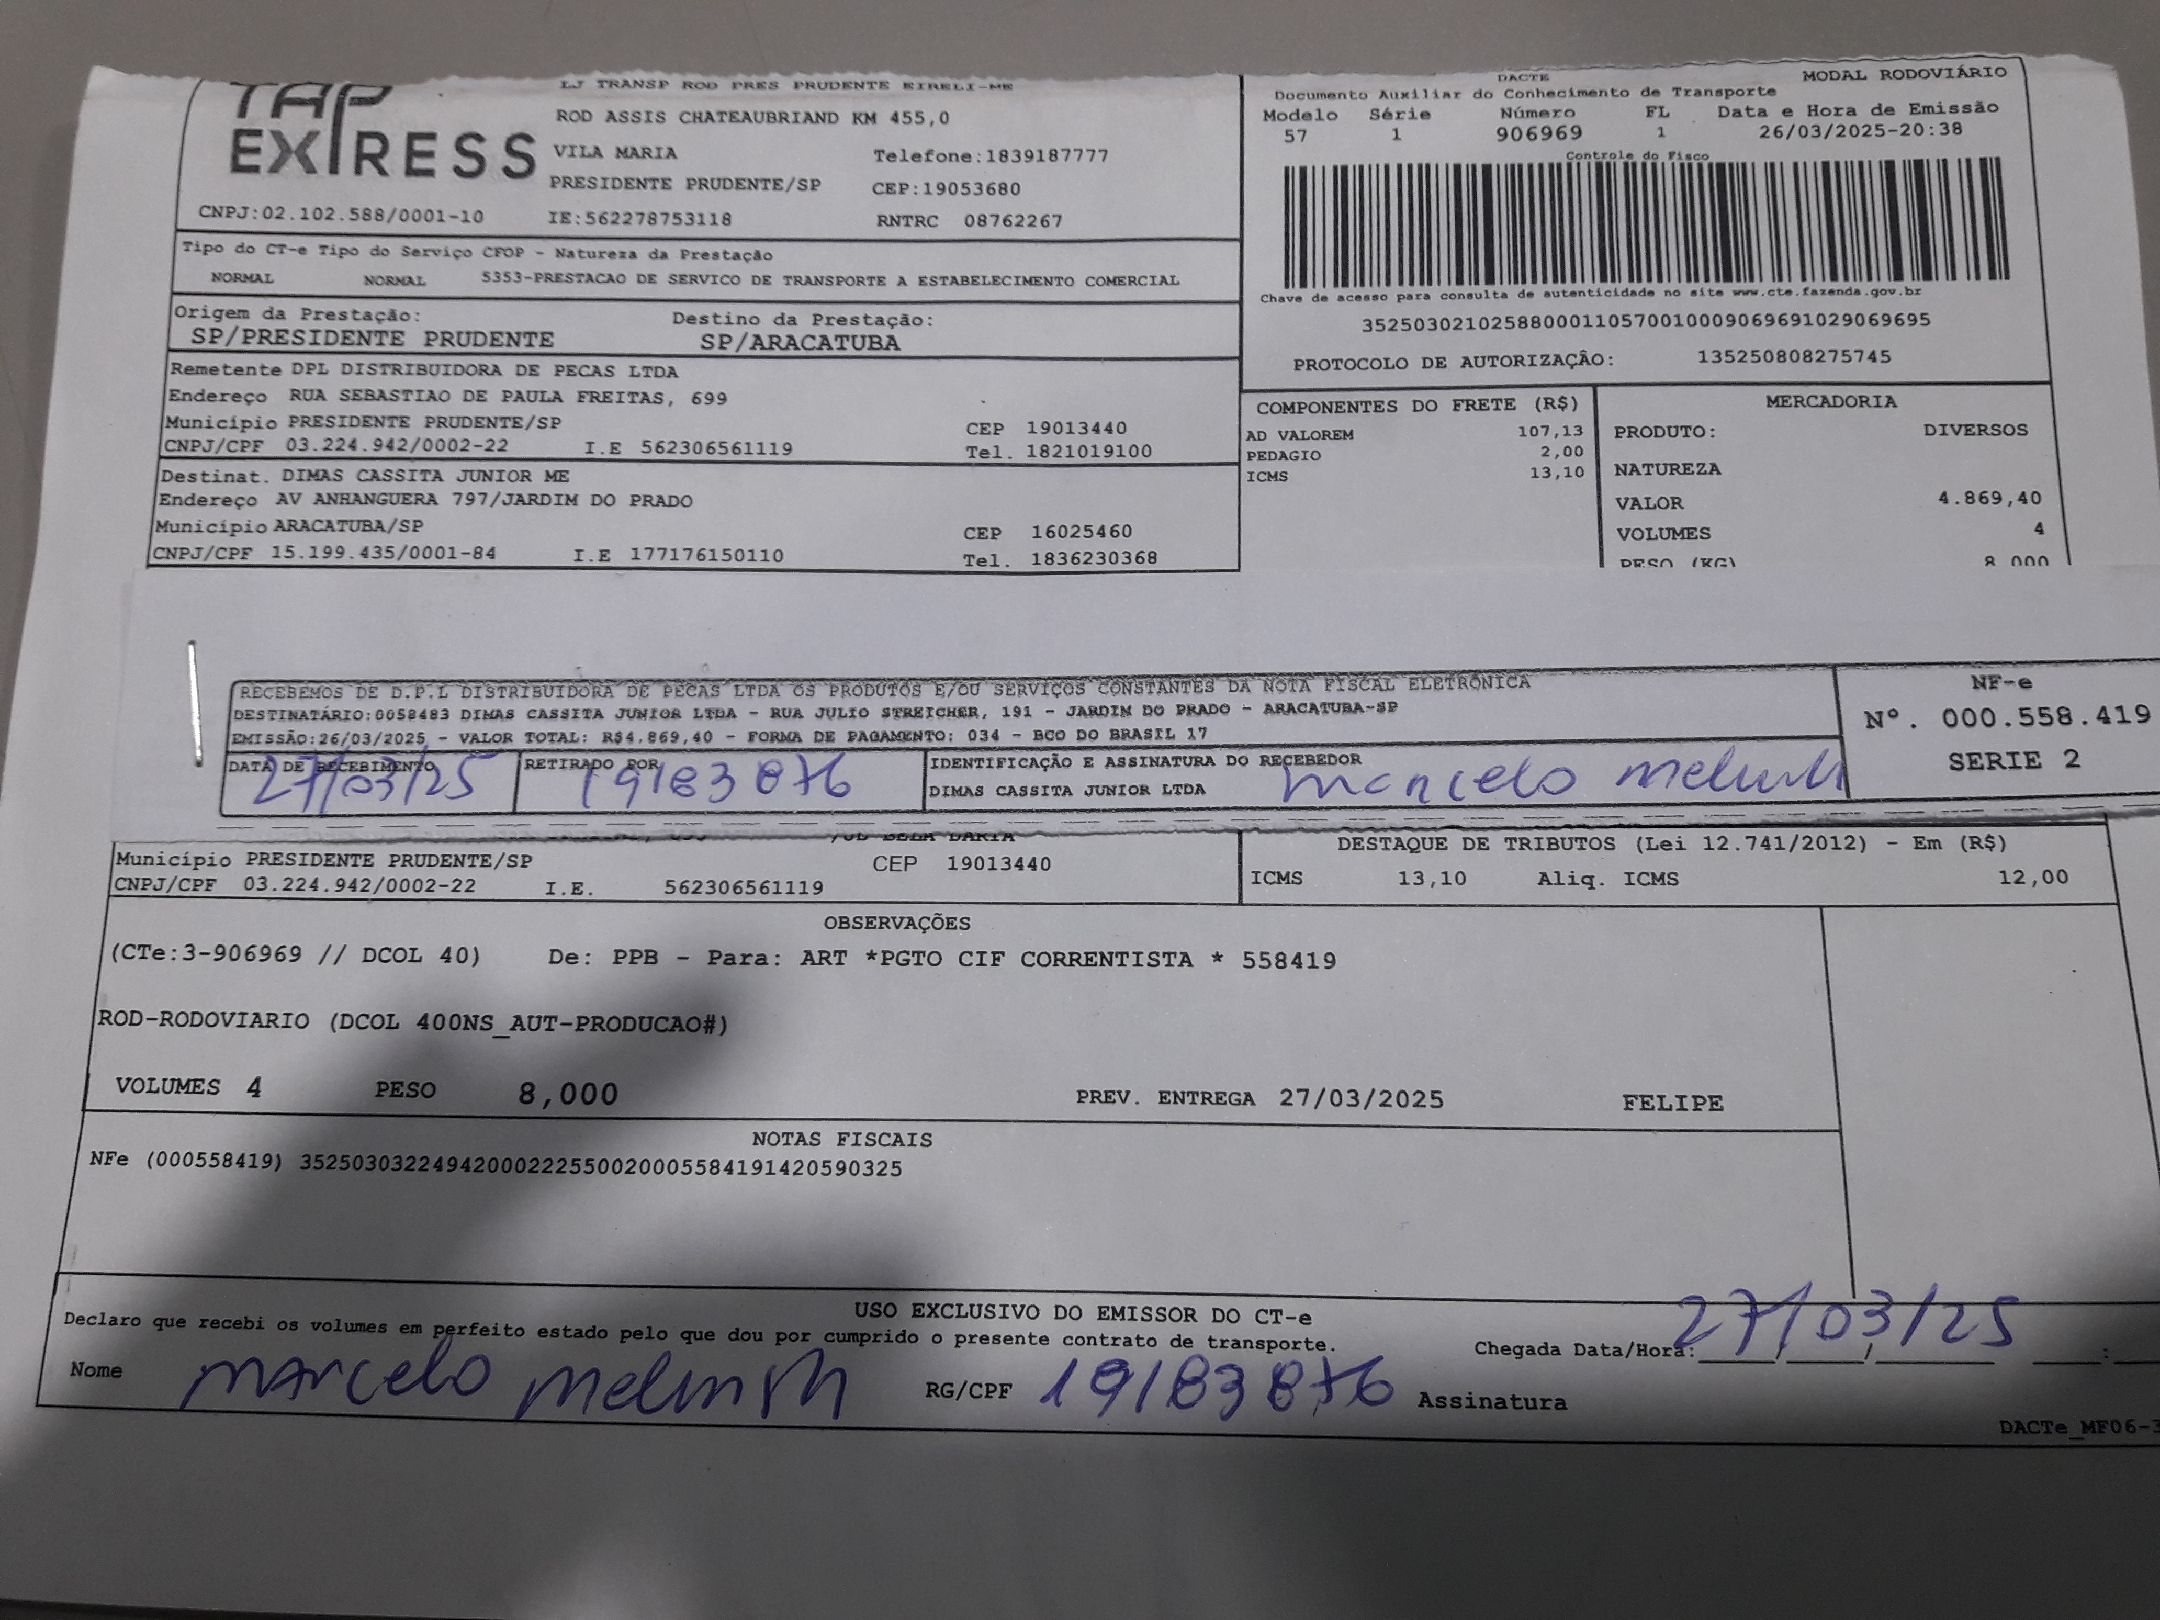 TAP EXPRESS
LJ TRANSP ROD PRES PRUDENTE EIRELI-ME
ROD ASSIS CHATEAUBRIAND KM 455,0
VILA MARIA Telefone:1839187777
PRESIDENTE PRUDENTE/SP CEP:19053680
CNPJ:02.102.588/0001-10 IE:562278753118 RNTRC 08762267
DACTE MODAL RODOVIÁRIO
Documento Auxiliar do Conhecimento de Transporte
Modelo Série Número FL Data e Hora de Emissão
57 1 906969 1 26/03/2025-20:38
Controle do Fisco
Chave de acesso para consulta de autenticidade no site www.cte.fazenda.gov.br
35250302102588000110570010009069691029069695
PROTOCOLO DE AUTORIZAÇÂO: 135250808275745
Tipo do CT-e Tipo do Serviço CFOP - Natureza da Prestação
NORMAL NORMAL 5353-PRESTACAO DE SERVICO DE TRANSPORTE A ESTABELECIMENTO COMERCIAL
Origem da Prestação: Destino da Prestação:
SP/PRESIDENTE PRUDENTE SP/ARACATUBA
Remetente DPL DISTRIBUIDORA DE PECAS LTDA
Endereço RUA SEBASTIAO DE PAULA FREITAS, 699
Município PRESIDENTE PRUDENTE/SP CEP 19013440
CNPJ/CPF 03.224.942/0002-22 I.E 562306561119 Tel. 1821019100
Destinat. DIMAS CASSITA JUNIOR ME
Endereço AV ANHANGUERA 797/JARDIM DO PRADO
Município ARACATUBA/SP CEP 16025460
CNPJ/CPF 15.199.435/0001-84 I.E 177176150110 Tel. 1836230368
COMPONENTES DO FRETE (R$)
AD VALOREM 107,13
PEDAGIO 2,00
ICMS 13,10
MERCADORIA
PRODUTO: DIVERSOS
NATUREZA
VALOR 4.869,40
VOLUMES 4
PESO (KG) 8,000
RECEBEMOS DE D.P.L DISTRIBUIDORA DE PECAS LTDA OS PRODUTOS E/OU SERVIÇOS CONSTANTES DA NOTA FISCAL ELETRÔNICA
DESTINATÁRIO:0058483 DIMAS CASSITA JUNIOR LTDA - RUA JULIO STREICHER, 191 - JARDIM DO PRADO - ARACATUBA-SP
EMISSÃO:26/03/2025 - VALOR TOTAL: R$4.869,40 - FORMA DE PAGAMENTO: 034 - BCO DO BRASIL 17
NF-e
Nº. 000.558.419
SERIE 2
DATA DE RECEBIMENTO RETIRADO POR IDENTIFICAÇÃO E ASSINATURA DO RECEBEDOR
27/03/25 19183876 DIMAS CASSITA JUNIOR LTDA Marcelo
Município PRESIDENTE PRUDENTE/SP CEP 19013440
CNPJ/CPF 03.224.942/0002-22 I.E. 562306561119
DESTAQUE DE TRIBUTOS (Lei 12.741/2012) - Em (R$)
ICMS 13,10 Aliq. ICMS 12,00
OBSERVAÇÕES
(CTe:3-906969 // DCOL 40) De: PPB - Para: ART *PGTO CIF CORRENTISTA * 558419
ROD-RODOVIARIO (DCOL 400NS_AUT-PRODUCAO#)
VOLUMES 4 PESO 8,000 PREV. ENTREGA 27/03/2025 FELIPE
NOTAS FISCAIS
NFe (000558419) 35250303224942000222550020005584191420590325
USO EXCLUSIVO DO EMISSOR DO CT-e
Declaro que recebi os volumes em perfeito estado pelo que dou por cumprido o presente contrato de transporte.
Chegada Data/Hora: 27/03/25
Nome Marcelo RG/CPF 19183876 Assinatura
DACTe_MF06-3